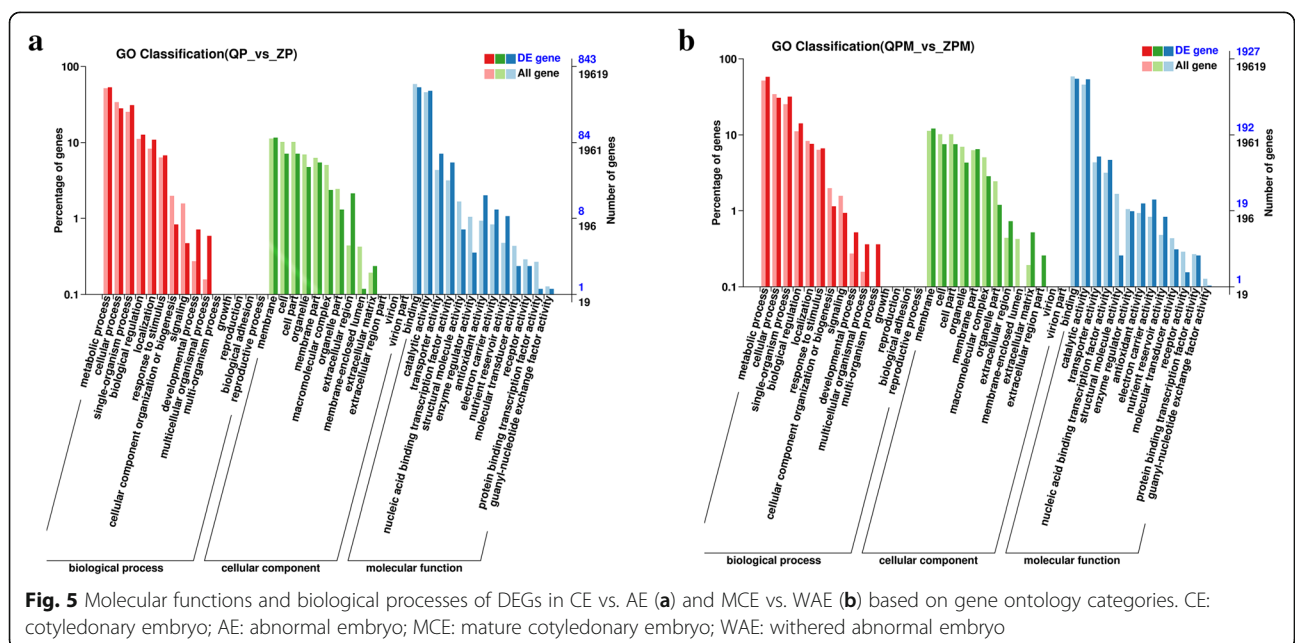 a
GO Classification(QP_vs_ZP)
DE gene
All gene
843
19619
84
1961
8
196
1
19
100
10
1
0.1
Percentage of genes
Number of genes
metabolic process
cellular process
single-organism process
biological regulation
localization
response to stimulus
cellular component organization or biogenesis
signaling
developmental process
multicellular organismal process
multi-organism process
growth
reproduction
biological adhesion
reproductive process
membrane
cell
cell part
organelle
membrane part
macromolecular complex
organelle part
extracellular region
membrane-enclosed lumen
extracellular matrix
extracellular region part
virion
virion part
binding
catalytic activity
transporter activity
nucleic acid binding transcription factor activity
structural molecule activity
enzyme regulator activity
antioxidant activity
electron carrier activity
nutrient reservoir activity
molecular transducer activity
receptor activity
protein binding transcription factor activity
guanyl-nucleotide exchange factor activity
biological process
cellular component
molecular function
b
GO Classification(QPM_vs_ZPM)
DE gene
All gene
1927
19619
192
1961
19
196
1
19
100
10
1
0.1
Percentage of genes
Number of genes
metabolic process
cellular process
single-organism process
biological regulation
localization
response to stimulus
cellular component organization or biogenesis
signaling
developmental process
multicellular organismal process
multi-organism process
growth
reproduction
biological adhesion
reproductive process
membrane
cell
cell part
organelle
membrane part
macromolecular complex
organelle part
extracellular region
membrane-enclosed lumen
extracellular matrix
extracellular region part
virion
virion part
binding
catalytic activity
transporter activity
nucleic acid binding transcription factor activity
structural molecule activity
enzyme regulator activity
antioxidant activity
electron carrier activity
nutrient reservoir activity
molecular transducer activity
receptor activity
protein binding transcription factor activity
guanyl-nucleotide exchange factor activity
biological process
cellular component
molecular function
Fig. 5 Molecular functions and biological processes of DEGs in CE vs. AE (a) and MCE vs. WAE (b) based on gene ontology categories. CE:
cotyledonary embryo; AE: abnormal embryo; MCE: mature cotyledonary embryo; WAE: withered abnormal embryo